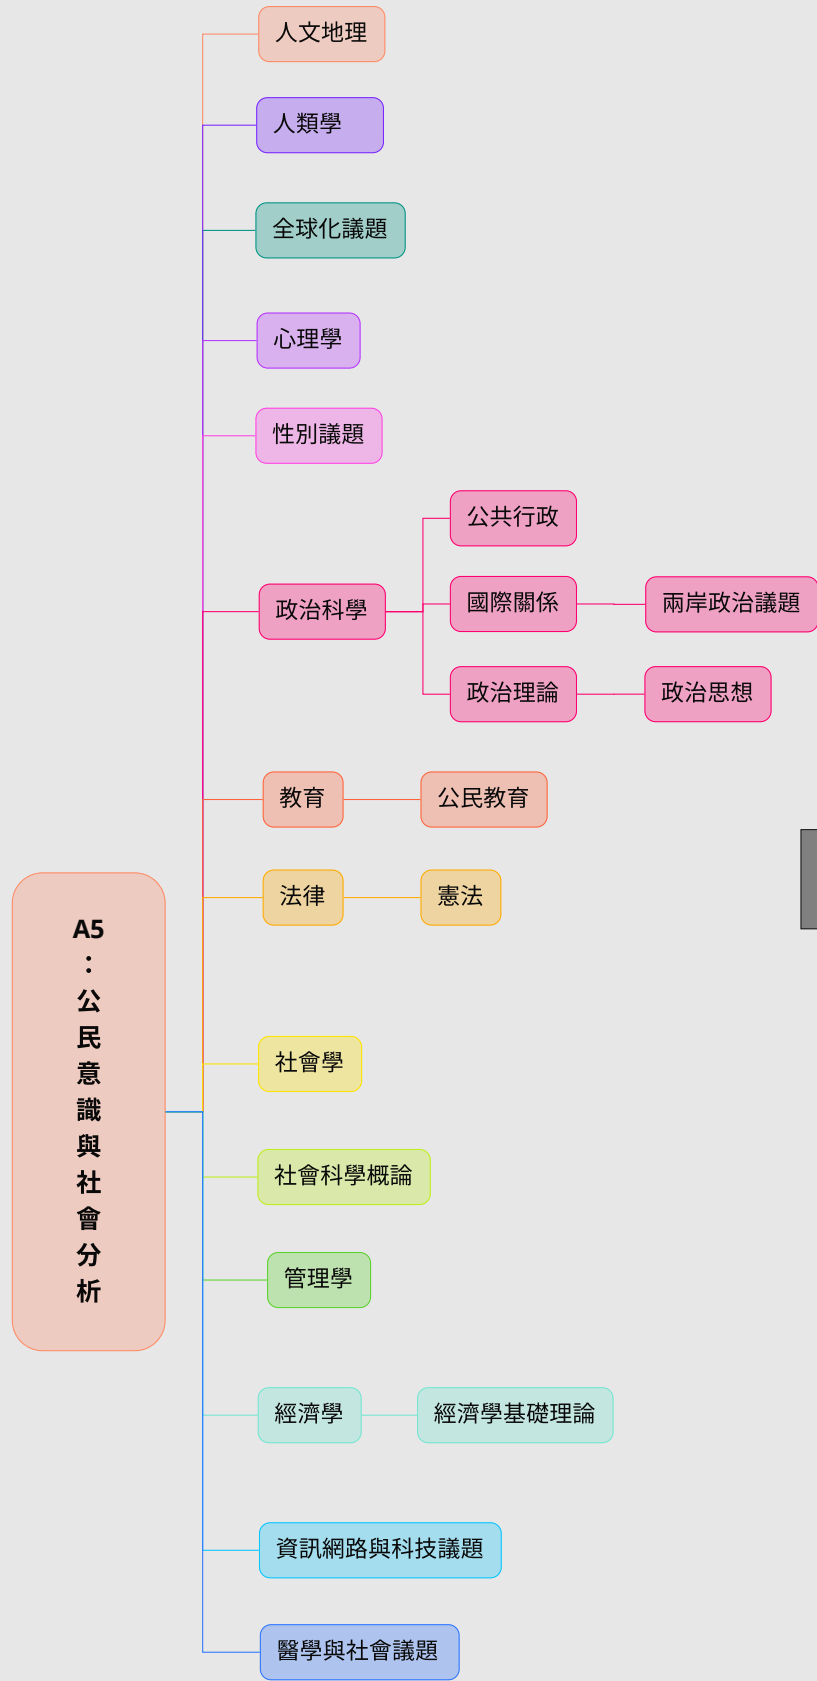 人文地理
人類學
全球化議題
心理學
性別議題
政治科學
公共行政
國際關係
兩岸政治議題
政治理論
政治思想
教育
公民教育
法律
憲法
A5
：
公
民
意
識
與
社
會
分
析
社會學
社會科學概論
管理學
經濟學
經濟學基礎理論
資訊網路與科技議題
醫學與社會議題